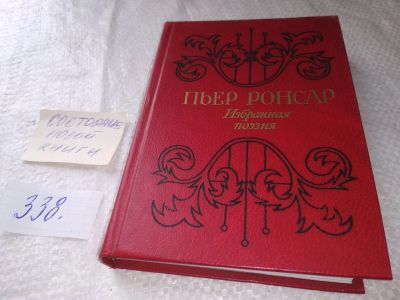 ПЬЕР РОНСАР
Избранная
поэзия
СОСТОЯНИЕ
НОВОЙ
КНИГИ
338.